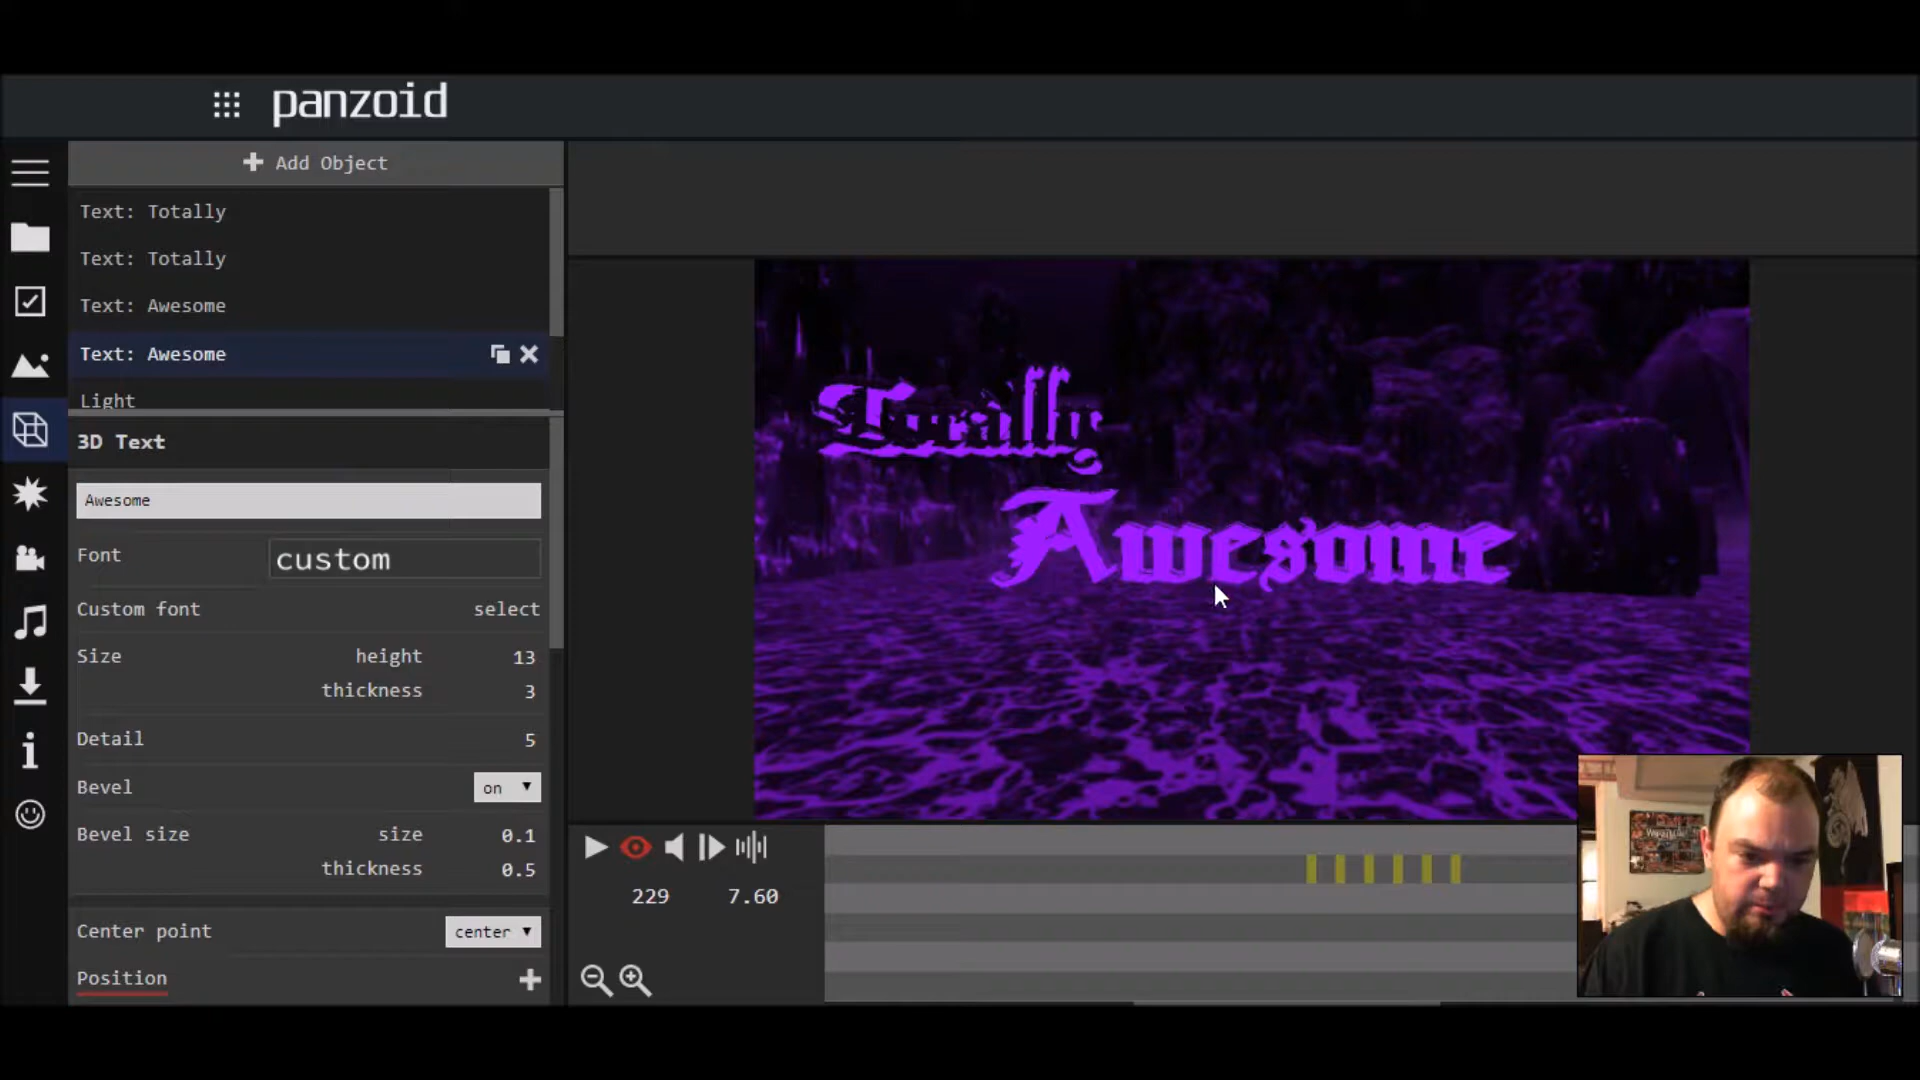 panzoid
Add Object
Text: Totally
Text: Totally
Text: Awesome
Text: Awesome
Light
3D Text
Awesome
Font custom
Custom font select
Size height 13
thickness 3
Detail 5
Bevel on
Bevel size size 0.1
thickness 0.5
Center point center
Position
Totally
Awesome
229 7.60